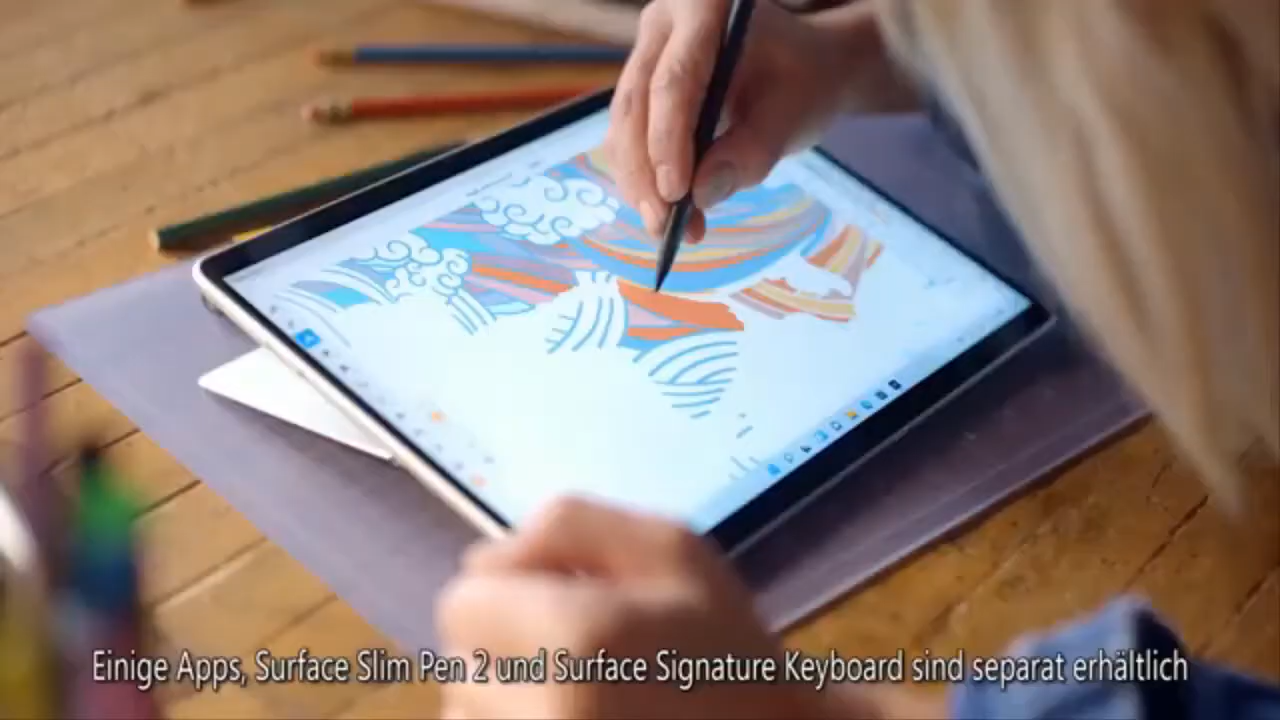 Einige Apps, Surface Slim Pen 2 und Surface Signature Keyboard sind separat erhältlich